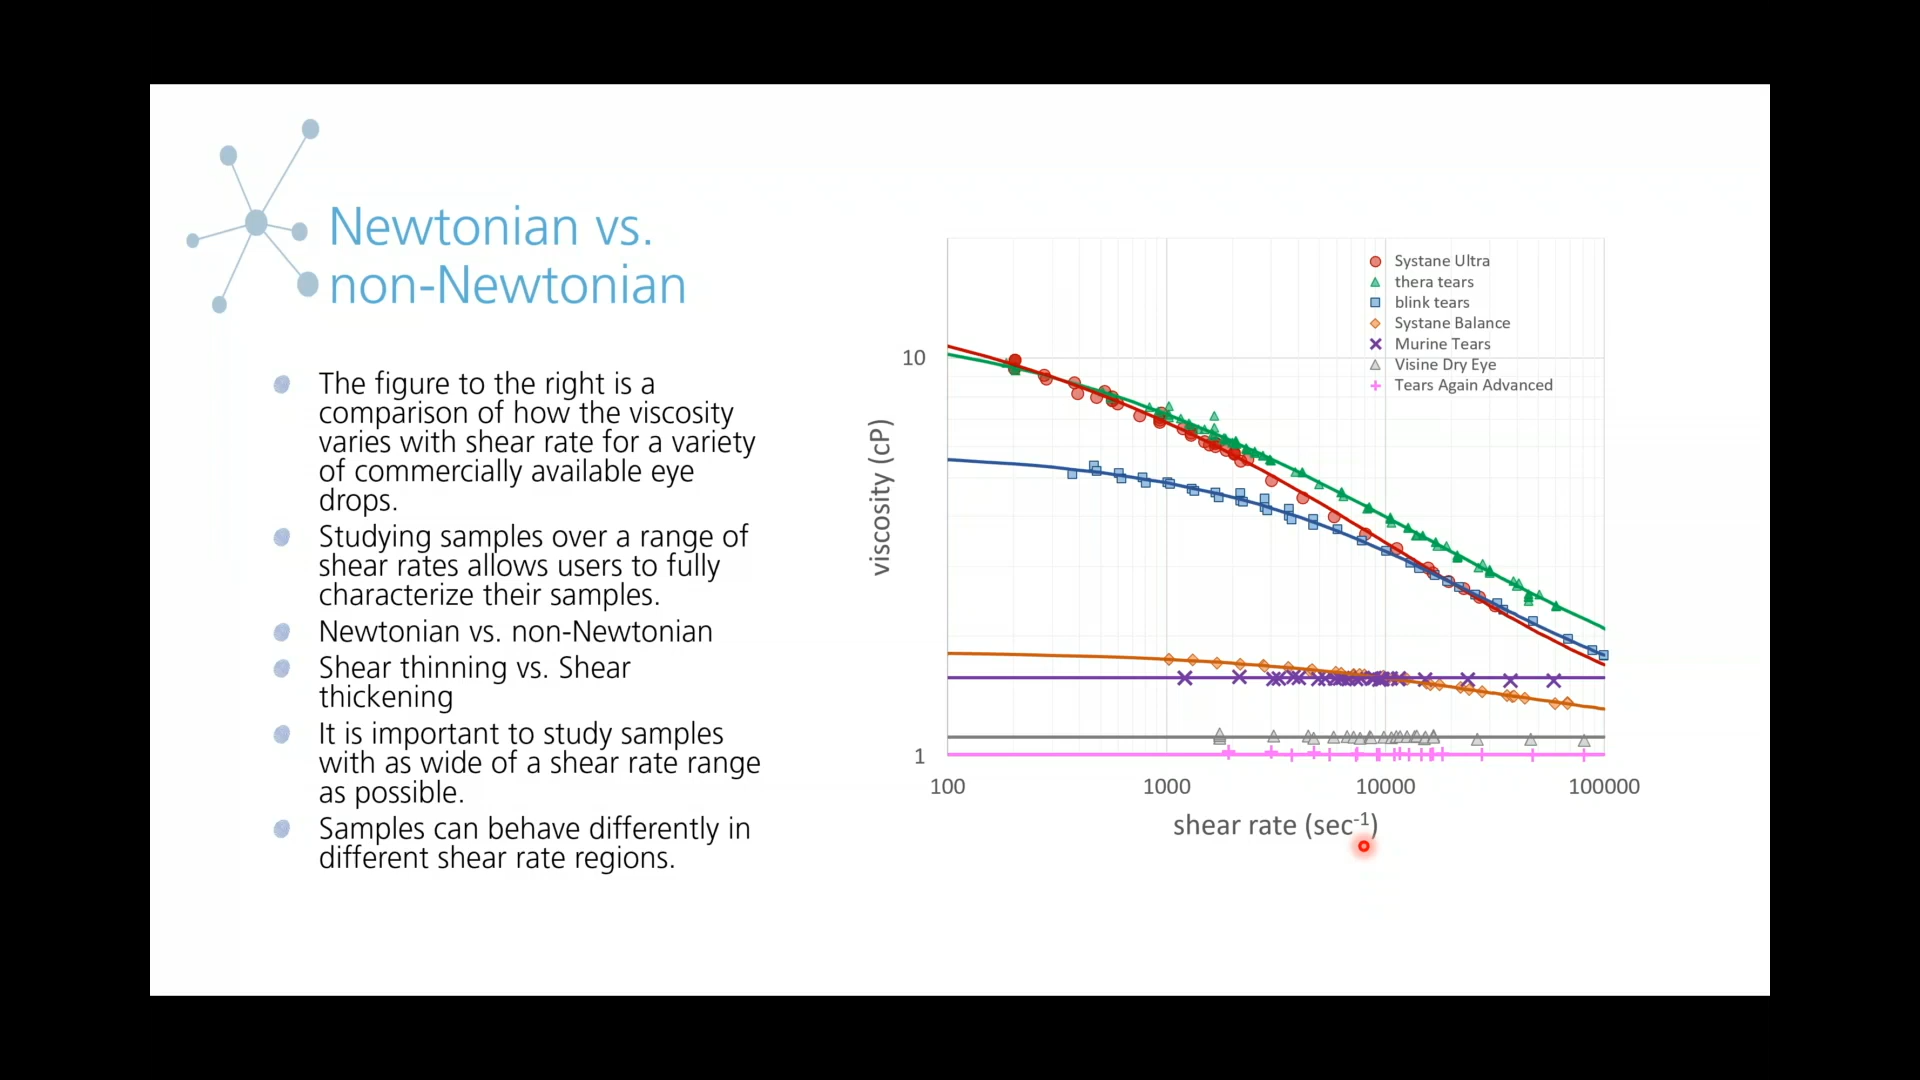 Newtonian vs.
non-Newtonian
The figure to the right is a
comparison of how the viscosity
varies with shear rate for a variety
of commercially available eye
drops.
Studying samples over a range of
shear rates allows users to fully
characterize their samples.
Newtonian vs. non-Newtonian
Shear thinning vs. Shear
thickening
It is important to study samples
with as wide of a shear rate range
as possible.
Samples can behave differently in
different shear rate regions.
Systane Ultra
thera tears
blink tears
Systane Balance
Murine Tears
Visine Dry Eye
Tears Again Advanced
viscosity (cP)
10
1
100 1000 10000 100000
shear rate (sec⁻¹)